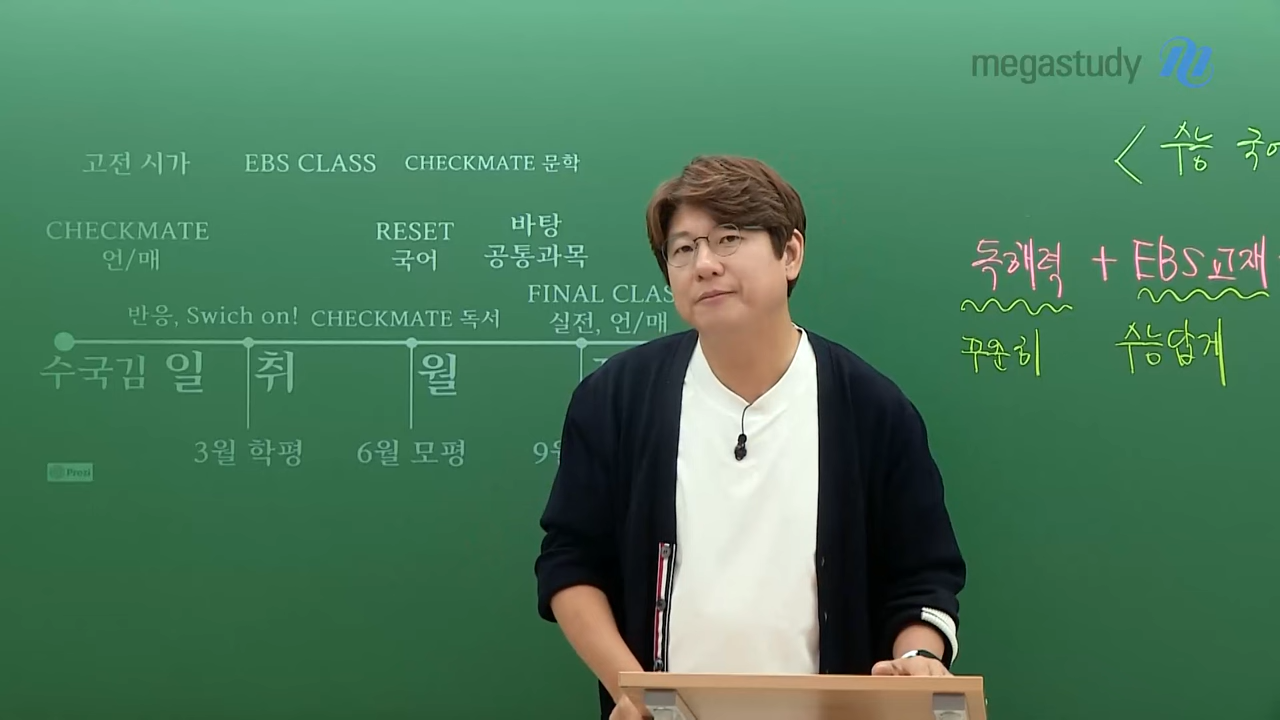 megastudy
고전 시가 EBS CLASS CHECKMATE 문학
CHECKMATE
언/매
RESET
국어
바탕
공통과목
FINAL CLAS
실전, 언/매
반응, Swich on! CHECKMATE 독서
수국김 일 취 월
3월 학평 6월 모평 9
Prezi
< 수능 국어
독해력 + EBS교재
꾸준히 수능답게